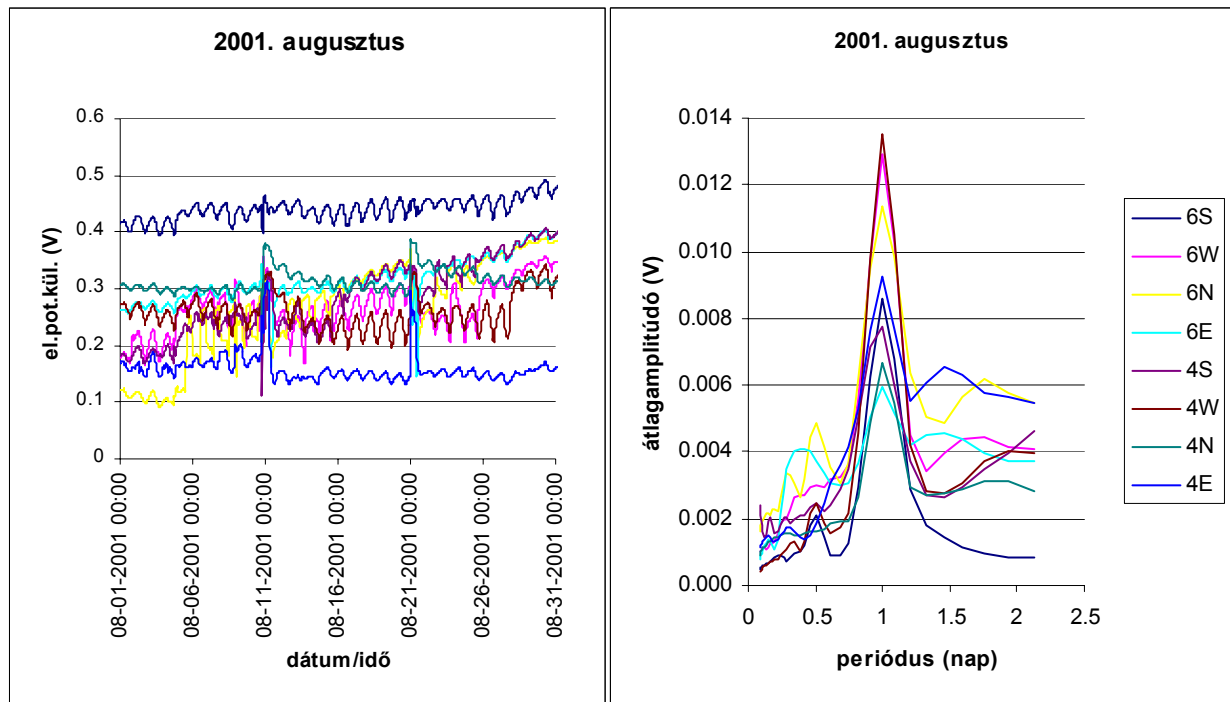 2001. augusztus
el.pot.kül. (V)
0.6
0.5
0.4
0.3
0.2
0.1
0
08-01-2001 00:00
08-06-2001 00:00
08-11-2001 00:00
08-16-2001 00:00
08-21-2001 00:00
08-26-2001 00:00
08-31-2001 00:00
dátum/idő
2001. augusztus
átlagamplitúdó (V)
0.014
0.012
0.010
0.008
0.006
0.004
0.002
0.000
0 0.5 1 1.5 2 2.5
periódus (nap)
6S
6W
6N
6E
4S
4W
4N
4E